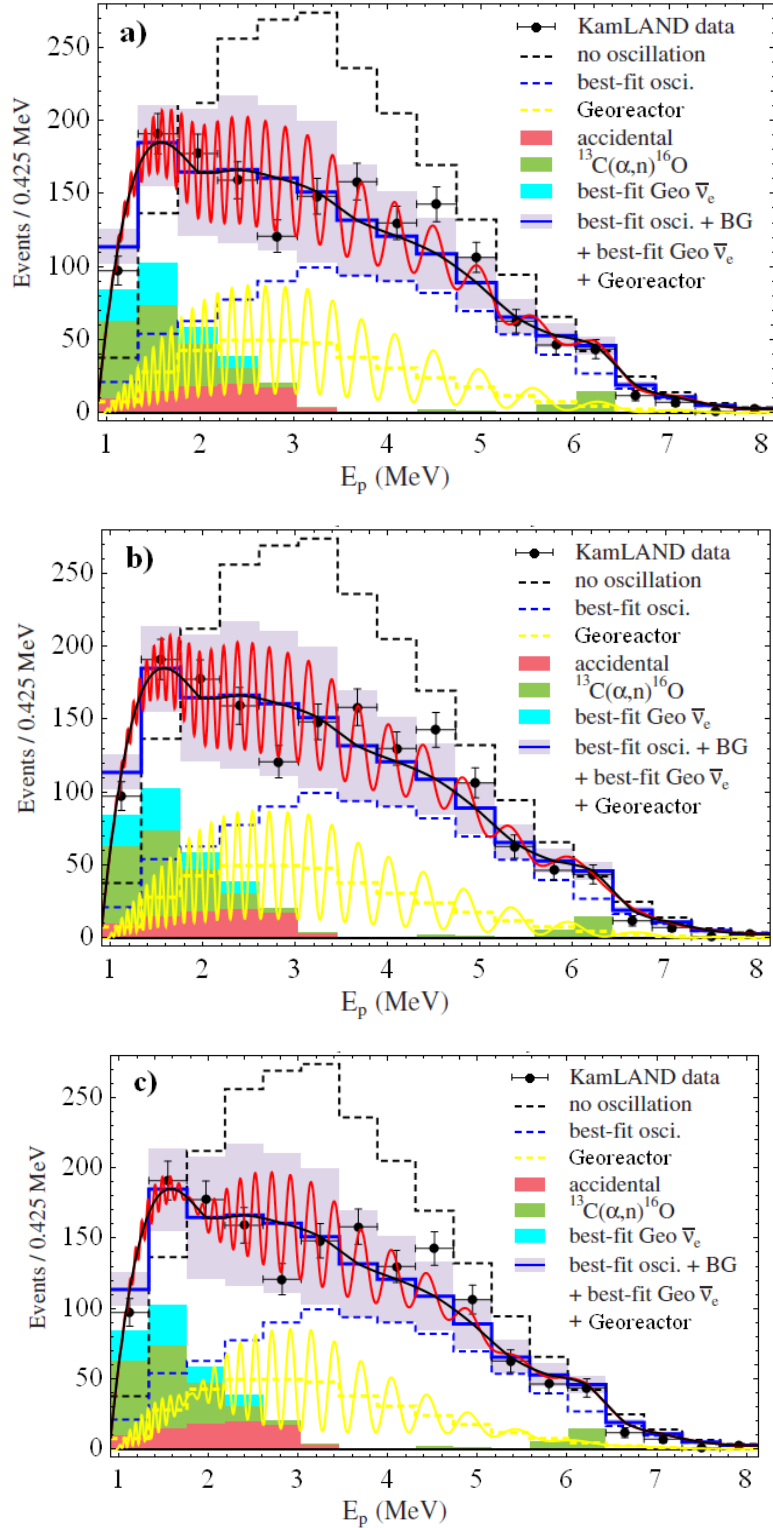 a)
KamLAND data
no oscillation
best-fit osci.
Georeactor
accidental
¹³C(α,n)¹⁶O
best-fit Geo ν̅ₑ
best-fit osci. + BG
+ best-fit Geo ν̅ₑ
+ Georeactor
Events / 0.425 MeV
250
200
150
100
50
0
1 2 3 4 5 6 7 8
Eₚ (MeV)
b)
KamLAND data
no oscillation
best-fit osci.
Georeactor
accidental
¹³C(α,n)¹⁶O
best-fit Geo ν̅ₑ
best-fit osci. + BG
+ best-fit Geo ν̅ₑ
+ Georeactor
Events / 0.425 MeV
250
200
150
100
50
0
1 2 3 4 5 6 7 8
Eₚ (MeV)
c)
KamLAND data
no oscillation
best-fit osci.
Georeactor
accidental
¹³C(α,n)¹⁶O
best-fit Geo ν̅ₑ
best-fit osci. + BG
+ best-fit Geo ν̅ₑ
+ Georeactor
Events / 0.425 MeV
250
200
150
100
50
0
1 2 3 4 5 6 7 8
Eₚ (MeV)